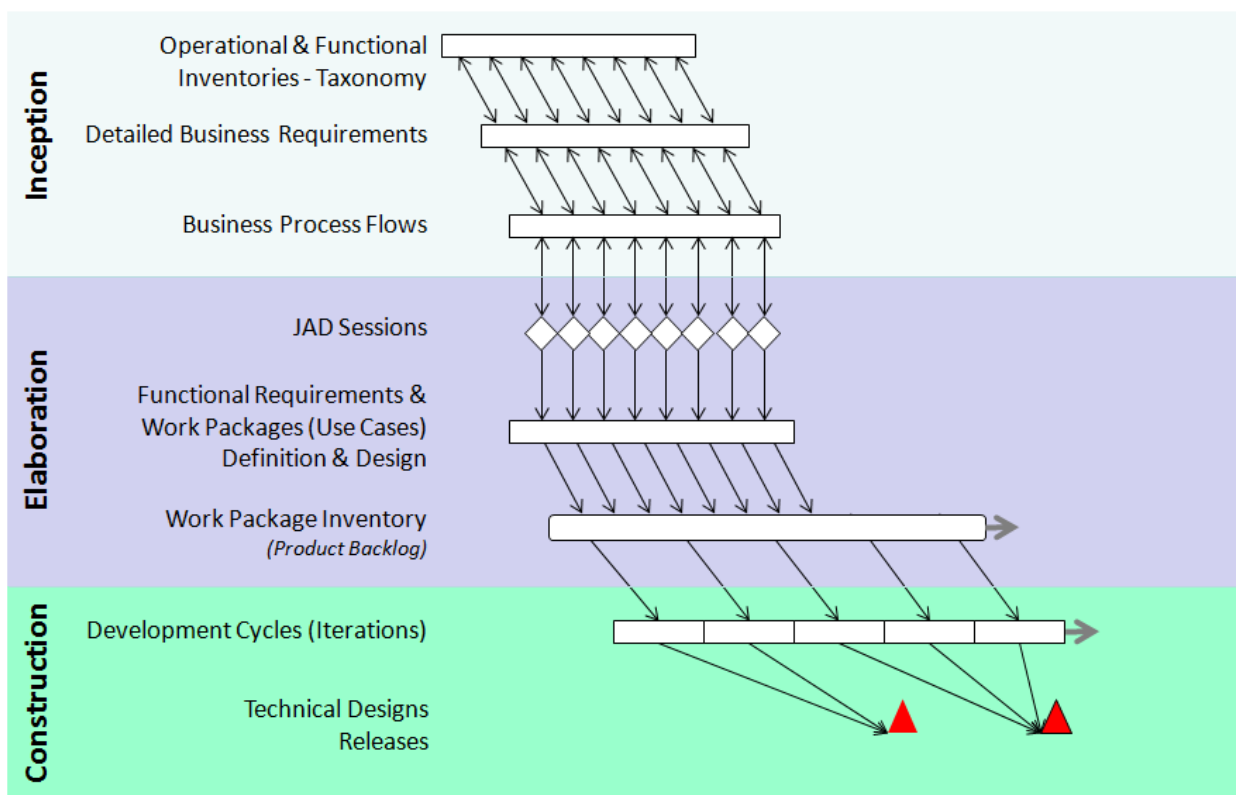 Inception
Operational & Functional
Inventories - Taxonomy
Detailed Business Requirements
Business Process Flows
Elaboration
JAD Sessions
Functional Requirements &
Work Packages (Use Cases)
Definition & Design
Work Package Inventory
(Product Backlog)
Construction
Development Cycles (Iterations)
Technical Designs
Releases